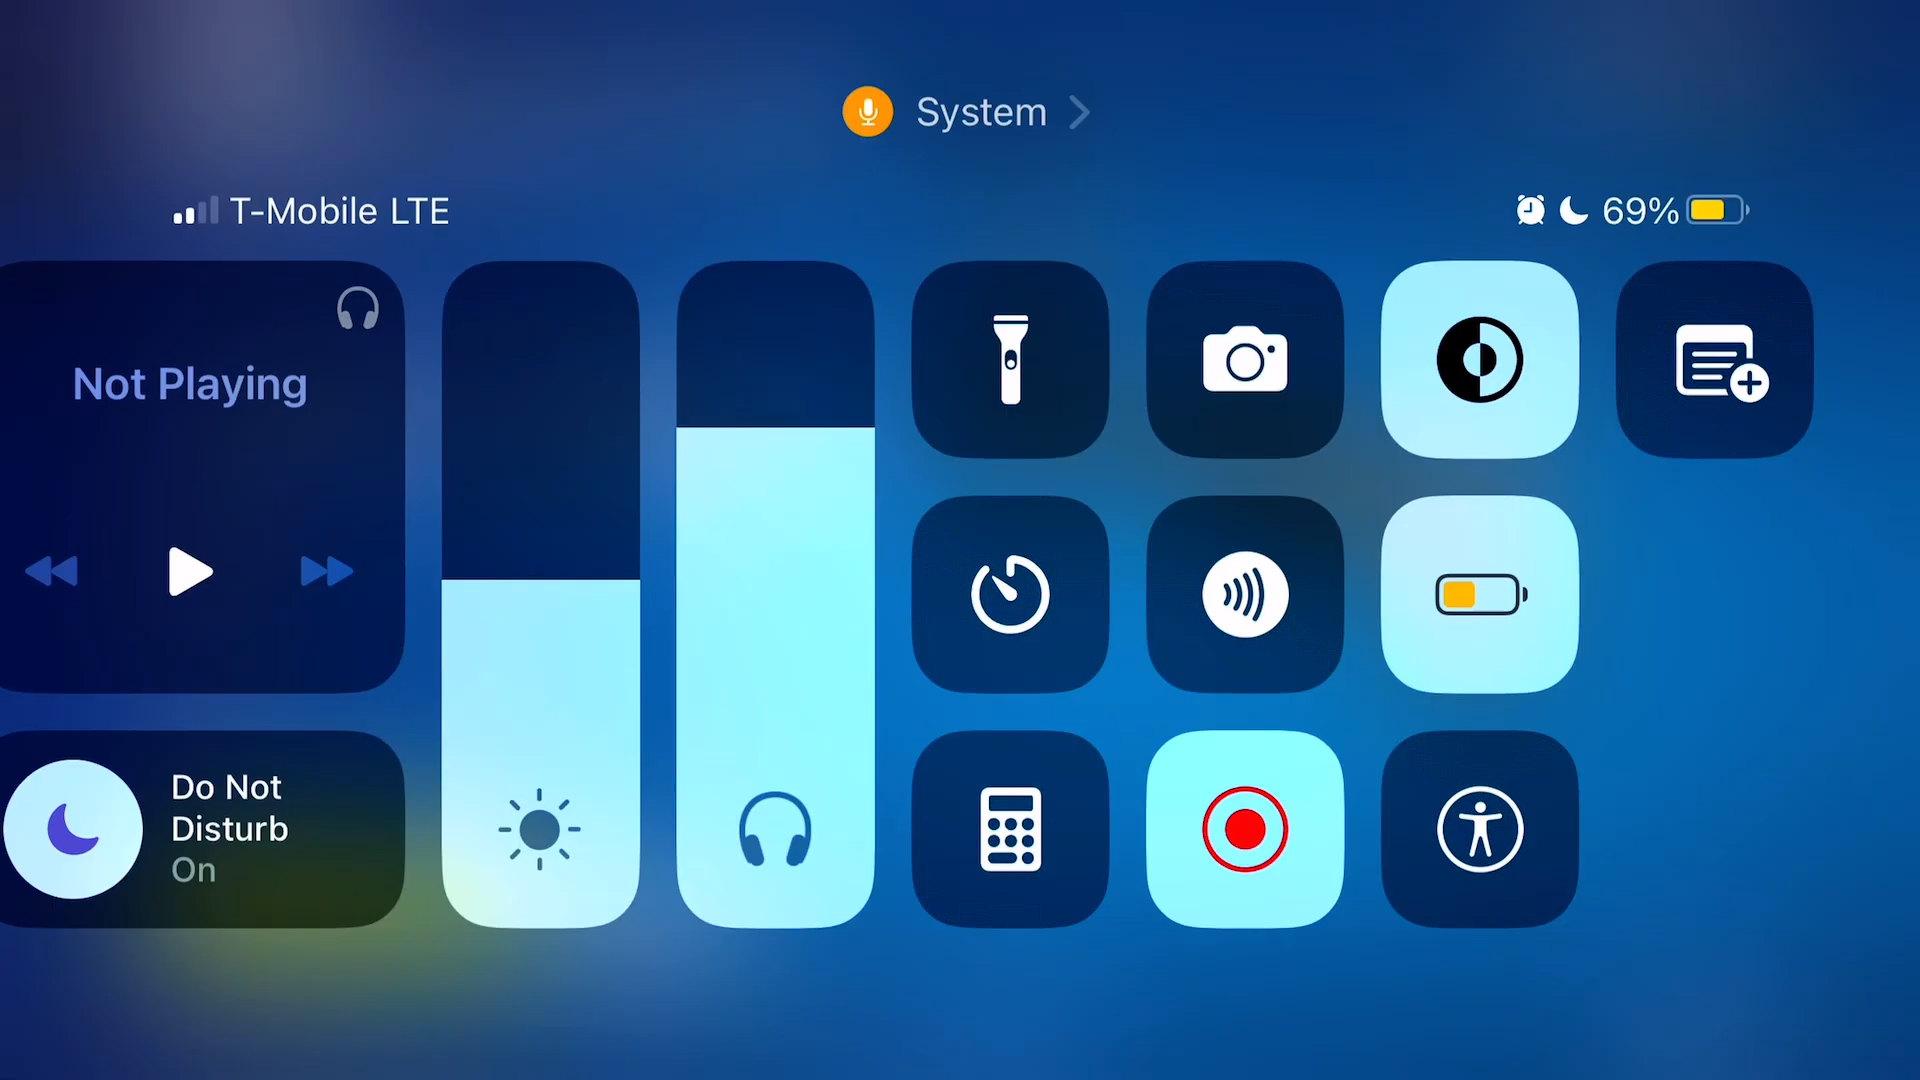 System
T-Mobile LTE
69%
Not Playing
Do Not
Disturb
On